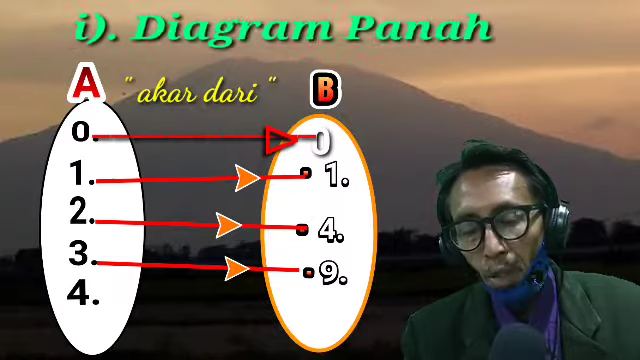 i). Diagram Panah
A " akar dari " B
0. 0
1. 1.
2. 4.
3. 9.
4.